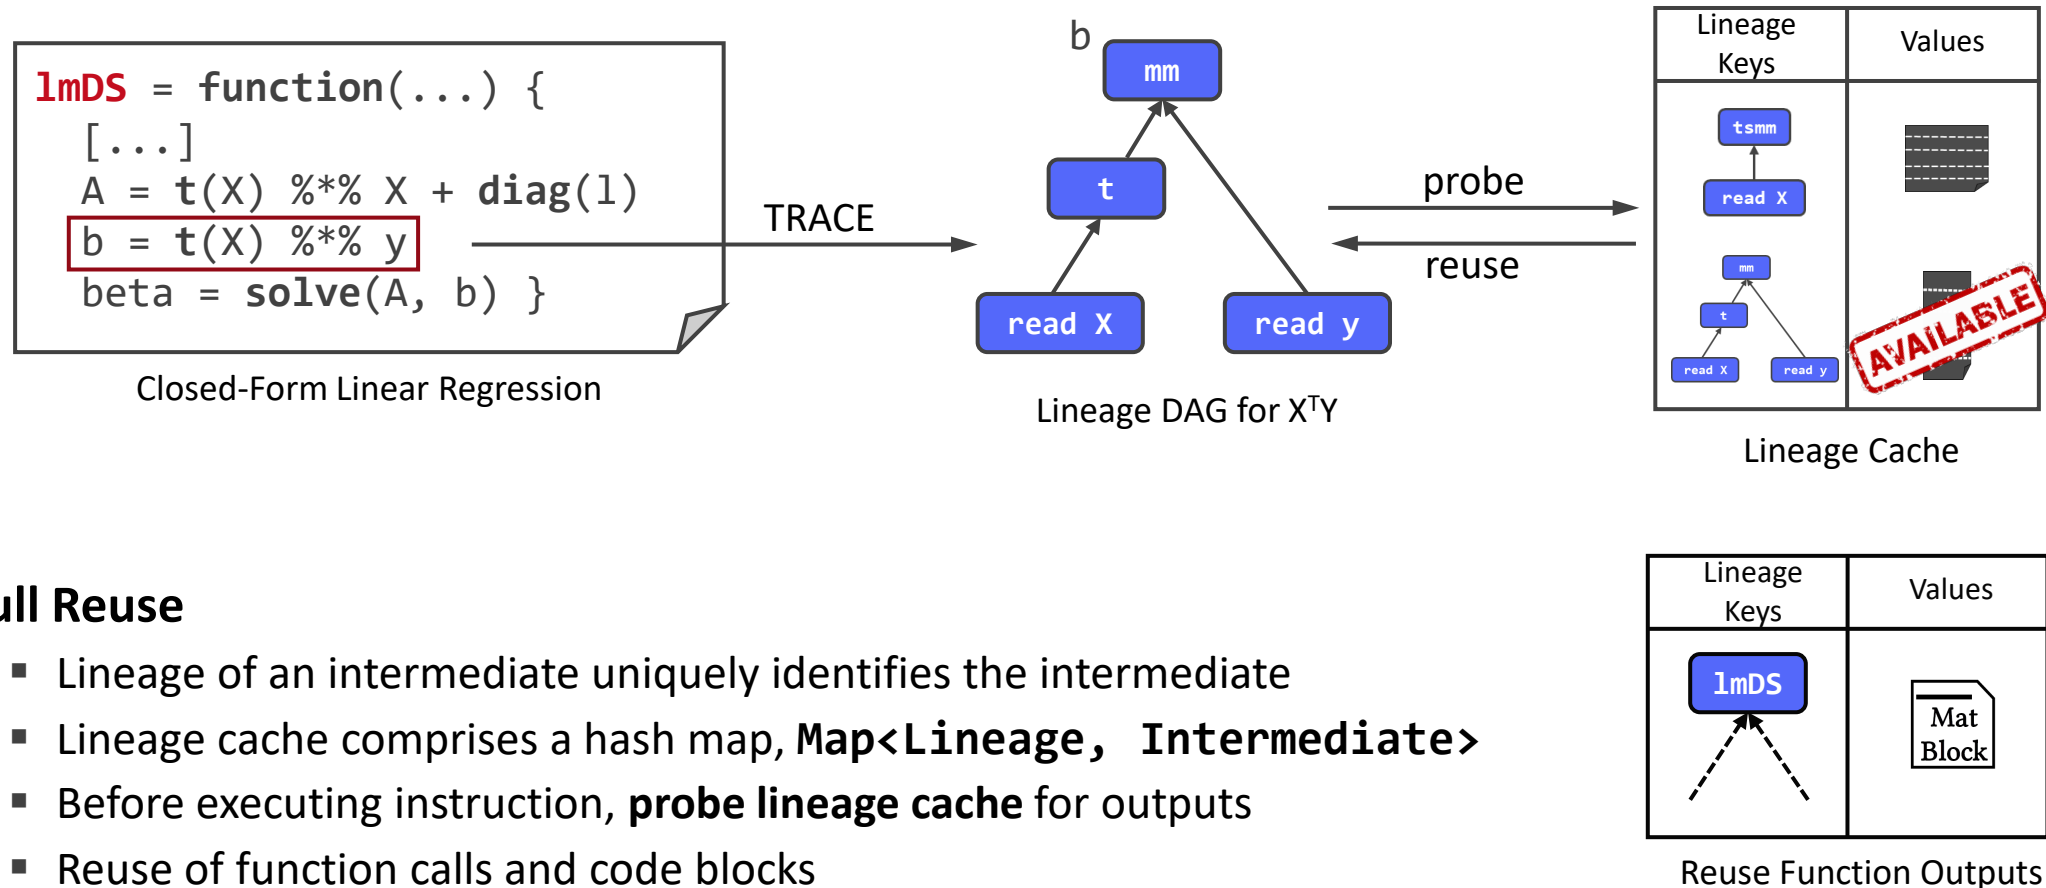 lmDS = function(...) {
[...]
A = t(X) %*% X + diag(l)
b = t(X) %*% y
beta = solve(A, b) }
Closed-Form Linear Regression
TRACE
b
mm
t
read X
read y
Lineage DAG for XᵀY
probe
reuse
Lineage
Keys
Values
tsmm
read X
mm
t
read X
read y
AVAILABLE
Lineage Cache
ull Reuse
▪ Lineage of an intermediate uniquely identifies the intermediate
▪ Lineage cache comprises a hash map, Map<Lineage, Intermediate>
▪ Before executing instruction, probe lineage cache for outputs
▪ Reuse of function calls and code blocks
Lineage
Keys
Values
lmDS
Mat
Block
Reuse Function Outputs